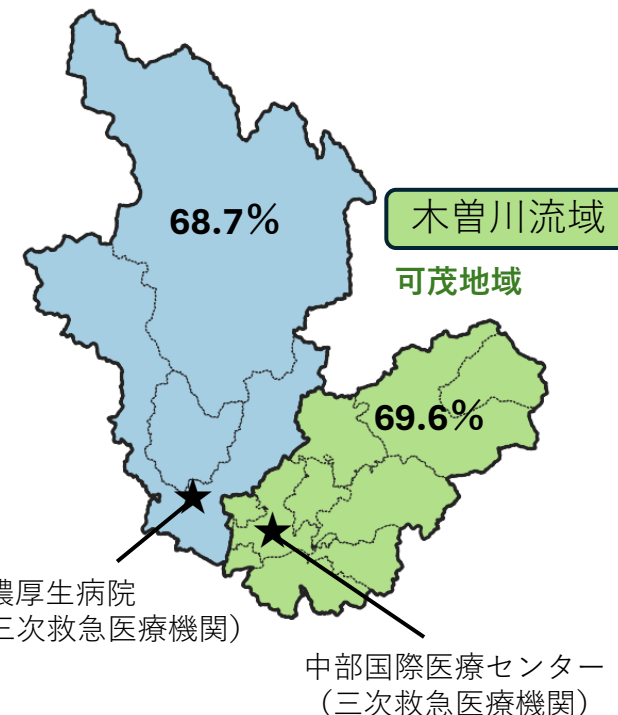 68.7%
木曽川流域
可茂地域
69.6%
濃厚生病院
三次救急医療機関）
中部国際医療センター
（三次救急医療機関）